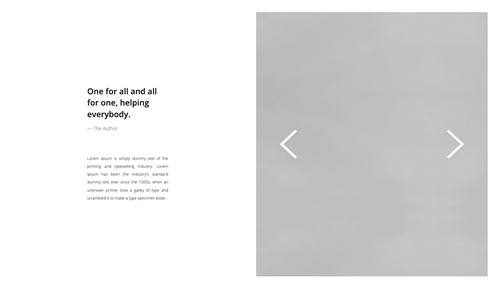 One for all and all
for one, helping
everybody.
— The Author
Lorem Ipsum is simply dummy text of the
printing and typesetting industry. Lorem
Ipsum has been the industry's standard
dummy text ever since the 1500s, when an
unknown printer took a galley of type and
scrambled it to make a type specimen book.